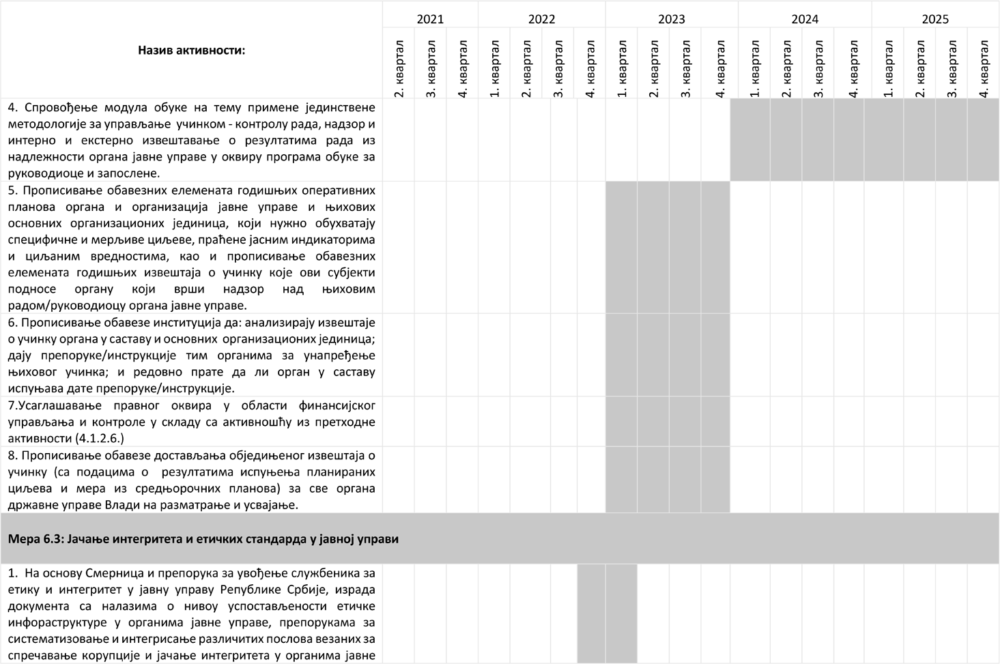 Назив активности:
2021
2022
2023
2024
2025
2. квартал
3. квартал
4. квартал
1. квартал
2. квартал
3. квартал
4. квартал
1. квартал
2. квартал
3. квартал
4. квартал
1. квартал
2. квартал
3. квартал
4. квартал
1. квартал
2. квартал
3. квартал
4. квартал
4. Спровођење модула обуке на тему примене јединствене
методологије за управљање учинком - контролу рада, надзор и
интерно и екстерно извештавање о резултатима рада из
надлежности органа јавне управе у оквиру програма обуке за
руководиоце и запослене.
5. Прописивање обавезних елемената годишњих оперативних
планова органа и организација јавне управе и њихових
основних организационих јединица, који нужно обухватају
специфичне и мерљиве циљеве, праћене јасним индикаторима
и циљаним вредностима, као и прописивање обавезних
елемената годишњих извештаја о учинку које ови субјекти
подносе органу који врши надзор над њиховим
радом/руководиоцу органа јавне управе.
6. Прописивање обавезе институција да: анализирају извештаје
о учинку органа у саставу и основних организационих јединица;
дају препоруке/инструкције тим органима за унапређење
њиховог учинка; и редовно прате да ли орган у саставу
испуњава дате препоруке/инструкције.
7.Усаглашавање правног оквира у области финансијског
управљања и контроле у складу са активношћу из претходне
активности (4.1.2.6.)
8. Прописивање обавезе достављања обједињеног извештаја о
учинку (са подацима о резултатима испуњења планираних
циљева и мера из средњорочних планова) за све органа
државне управе Влади на разматрање и усвајање.
Мера 6.3: Јачање интегритета и етичких стандарда у јавној управи
1. На основу Смерница и препорука за увођење службеника за
етику и интегритет у јавну управу Републике Србије, израда
документа са налазима о нивоу успостављености етичке
инфораструктуре у органима јавне управе, препорукама за
систематизовање и интегрисање различитих послова везаних за
спречавање корупције и јачање интегритета у органима јавне